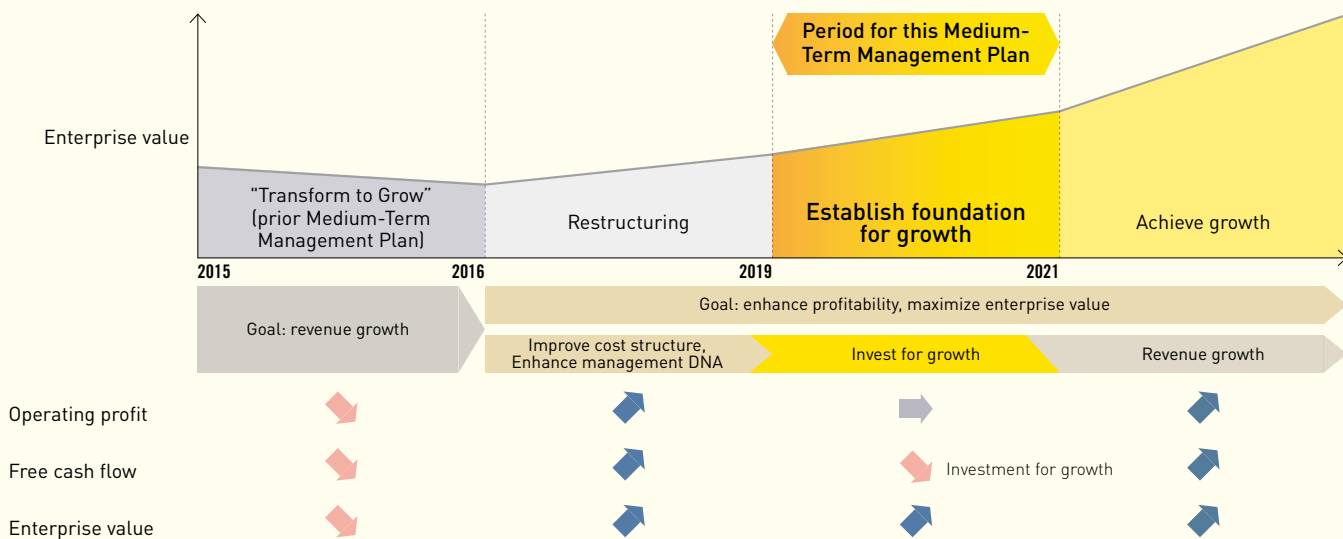 Period for this Medium-
Term Management Plan
Enterprise value
"Transform to Grow”
(prior Medium-Term
Management Plan)
Restructuring
Establish foundation
for growth
Achieve growth
2015
2016
2019
2021
Goal: revenue growth
Goal: enhance profitability, maximize enterprise value
Improve cost structure,
Enhance management DNA
Invest for growth
Revenue growth
Operating profit
Free cash flow
Investment for growth
Enterprise value